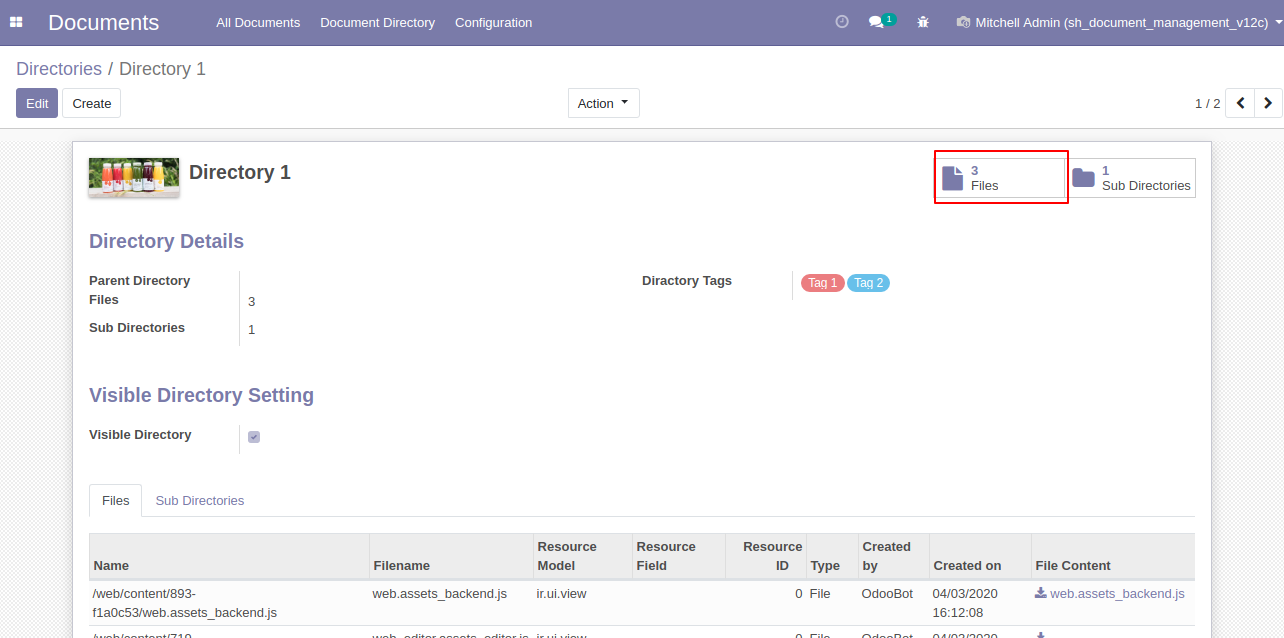 Documents All Documents Document Directory Configuration 1 Mitchell Admin (sh_document_management_v12c)
Directories / Directory 1
Edit Create Action 1 / 2
Directory 1
3
Files
1
Sub Directories
Directory Details
Parent Directory
Files 3
Sub Directories 1
Diractory Tags Tag 1 Tag 2
Visible Directory Setting
Visible Directory
Files Sub Directories
Name Filename Resource Model Resource Field Resource ID Type Created by Created on File Content
/web/content/893- web.assets_backend.js ir.ui.view 0 File OdooBot 04/03/2020 web.assets_backend.js
f1a0c53/web.assets_backend.js 16:12:08
/web/content/719- web_editor.assets_editor.js ir.ui.view 0 File OdooBot 04/03/2020